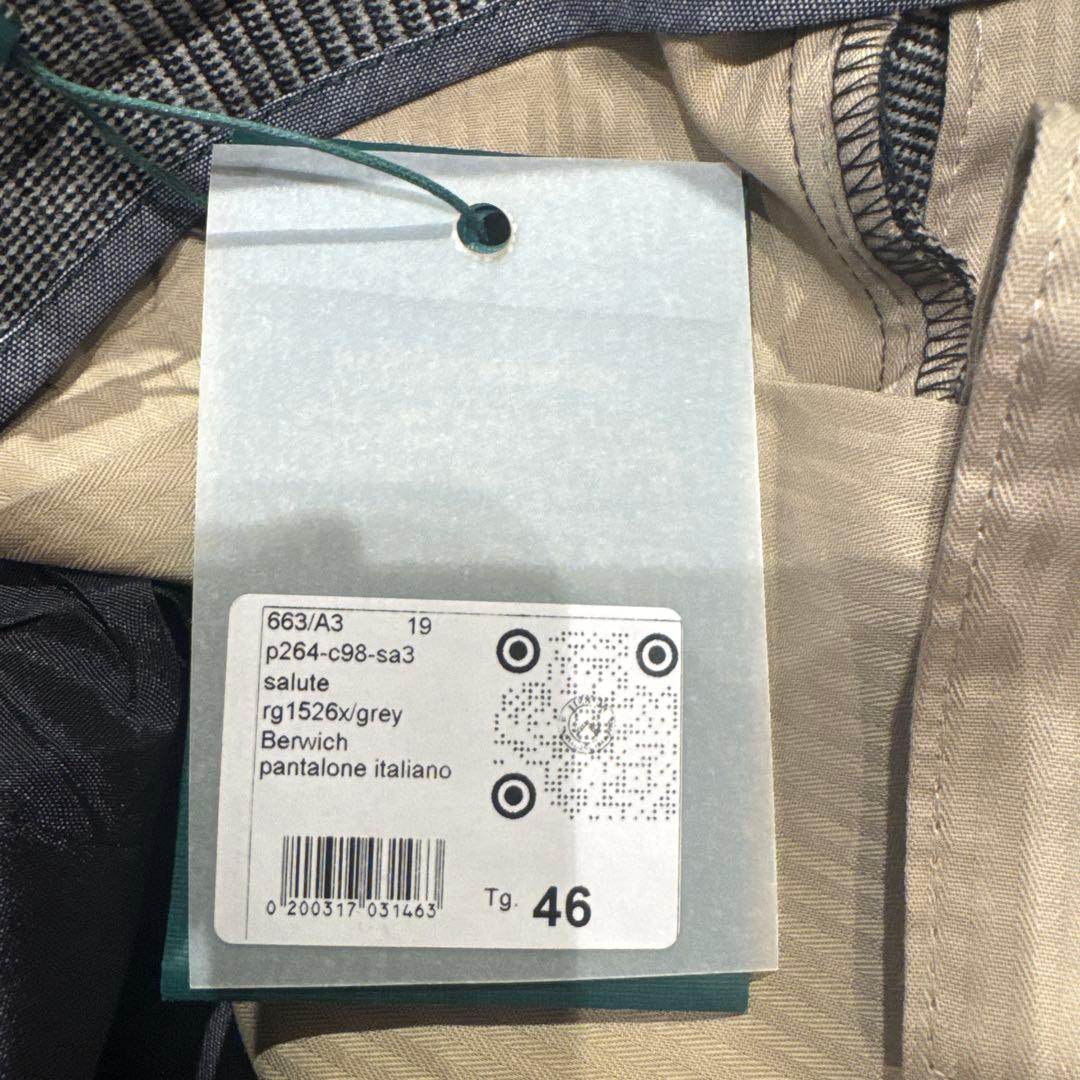 663/A3 19
p264-c98-sa3
salute
rg1526x/grey
Berwich
pantalone italiano
0 200317 031463
Tg. 46